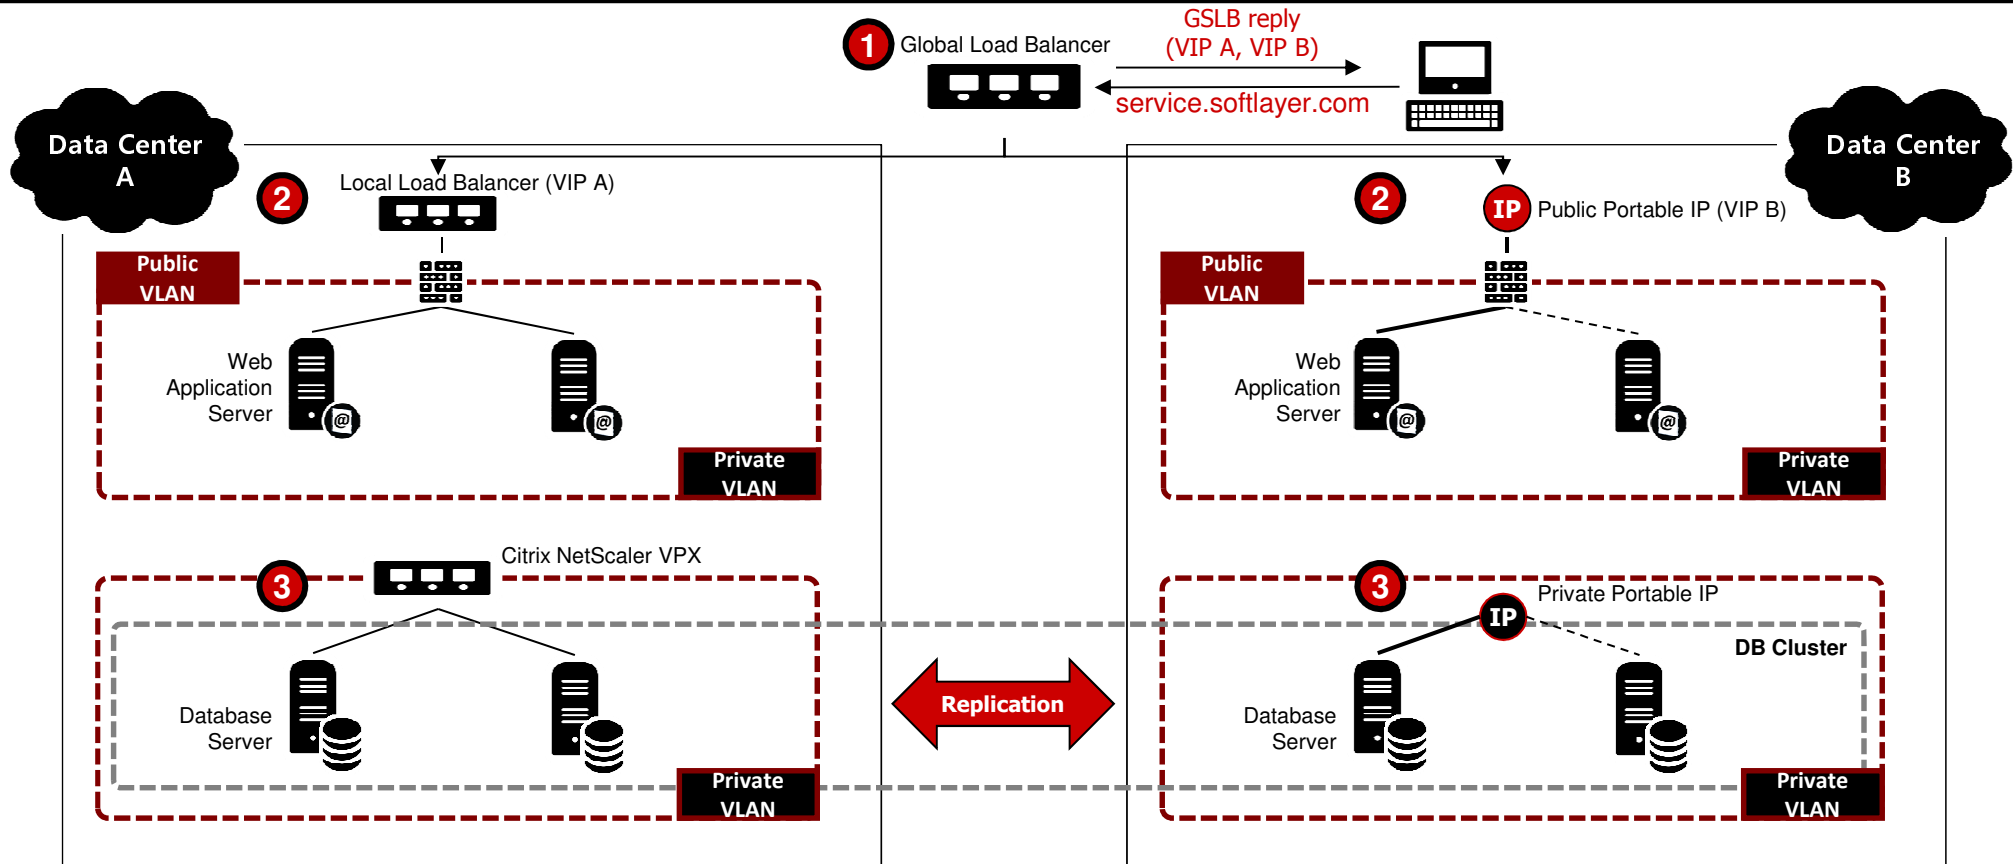 GSLB reply
(VIP A, VIP B)
1
Global Load Balancer
service.softlayer.com
Data Center
A
Data Center
B
2
Local Load Balancer (VIP A)
2
IP
Public Portable IP (VIP B)
Public
VLAN
Public
VLAN
Web
Application
Server
@
@
Web
Application
Server
@
@
Private
VLAN
Private
VLAN
3
Citrix NetScaler VPX
3
Private Portable IP
IP
DB Cluster
Replication
Database
Server
Database
Server
Private
VLAN
Private
VLAN